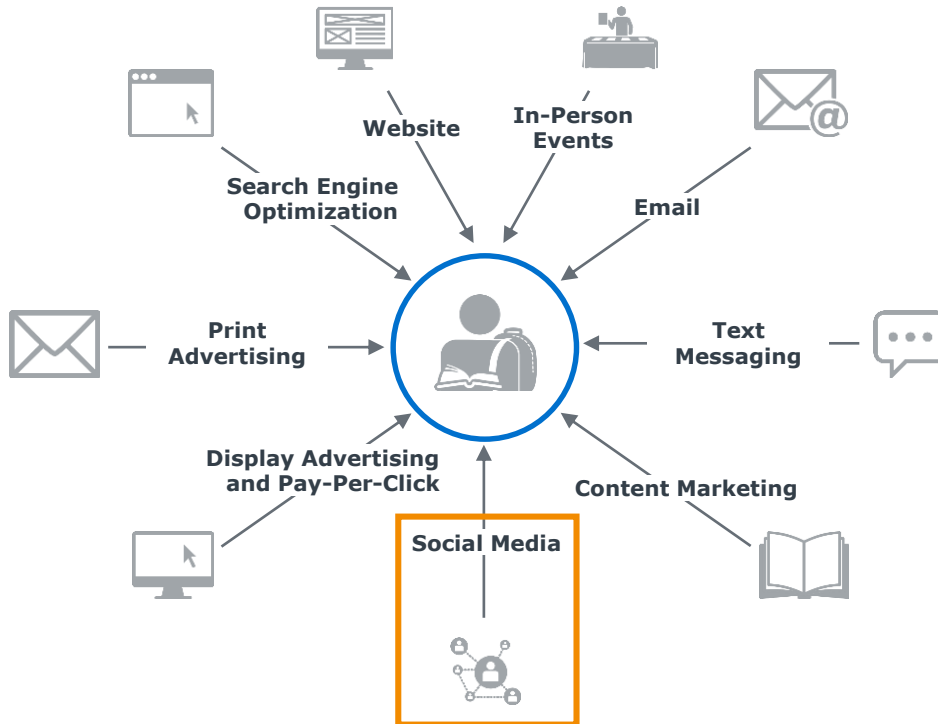 Website
In-Person
Events
Search Engine
Optimization
Email
@
Print
Advertising
Text
Messaging
Display Advertising
and Pay-Per-Click
Content Marketing
Social Media